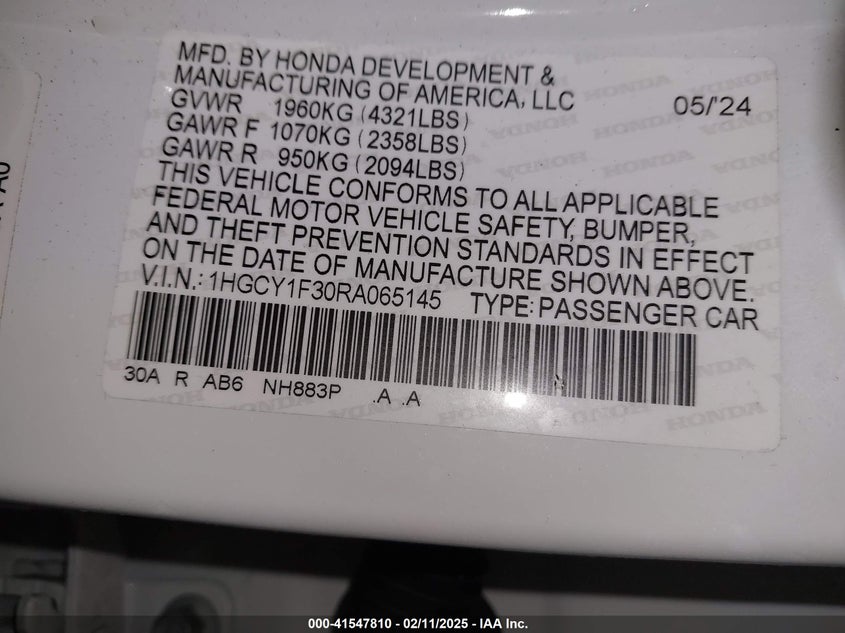 MFD. BY HONDA DEVELOPMENT &
MANUFACTURING OF AMERICA, LLC
GVWR 1960KG (4321LBS) 05/'24
GAWR F 1070KG (2358LBS)
GAWR R 950KG (2094LBS)
THIS VEHICLE CONFORMS TO ALL APPLICABLE
FEDERAL MOTOR VEHICLE SAFETY, BUMPER,
AND THEFT PREVENTION STANDARDS IN EFFECT
ON THE DATE OF MANUFACTURE SHOWN ABOVE.
V.I.N.: 1HGCY1F30RA065145 TYPE: PASSENGER CAR
30A R AB6 NH883P .A .A
000-41547810 - 02/11/2025 - IAA Inc.